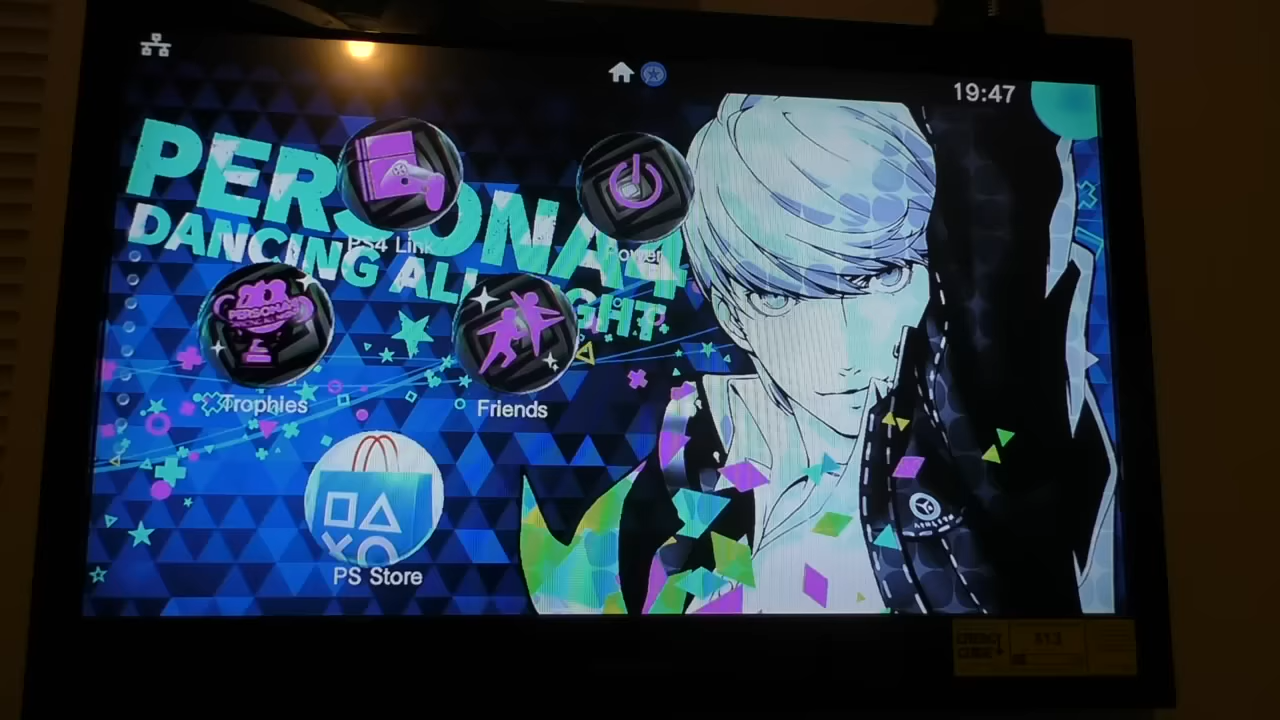 19:47
PERSONA4
DANCING ALL NIGHT
PS4 Link
Power
Trophies
Friends
PS Store